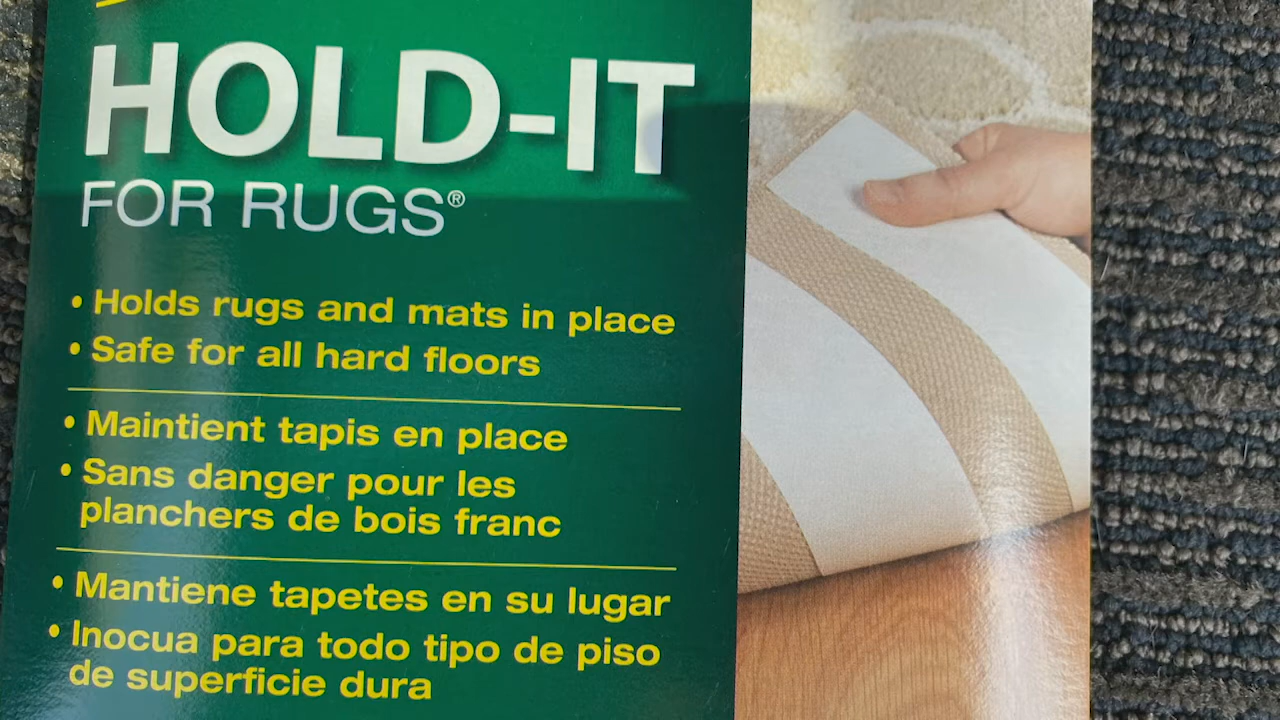 HOLD-IT
FOR RUGS®
• Holds rugs and mats in place
• Safe for all hard floors
• Maintient tapis en place
• Sans danger pour les
planchers de bois franc
• Mantiene tapetes en su lugar
• Inocua para todo tipo de piso
de superficie dura